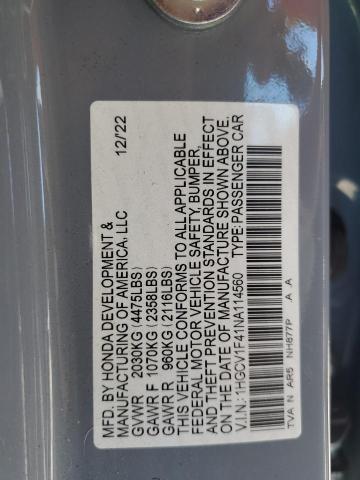 MFD. BY HONDA DEVELOPMENT &
MANUFACTURING OF AMERICA, LLC 12/22
GVWR 2030KG (4475LBS)
GAWR F 1070KG (2358LBS)
GAWR R 960KG (2116LBS)
THIS VEHICLE CONFORMS TO ALL APPLICABLE
FEDERAL MOTOR VEHICLE SAFETY, BUMPER,
AND THEFT PREVENTION STANDARDS IN EFFECT
ON THE DATE OF MANUFACTURE SHOWN ABOVE.
V.I.N.: 1HGCV1F41NA114560 TYPE: PASSENGER CAR
TVA N AR5 NH877P A A